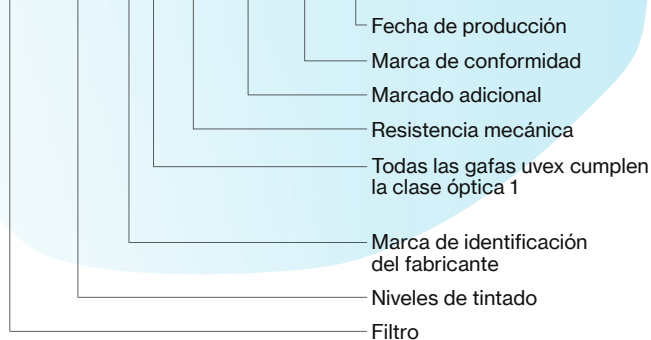 Fecha de producción
Marca de conformidad
Marcado adicional
Resistencia mecánica
Todas las gafas uvex cumplen
la clase óptica 1
Marca de identificación
del fabricante
Niveles de tintado
Filtro